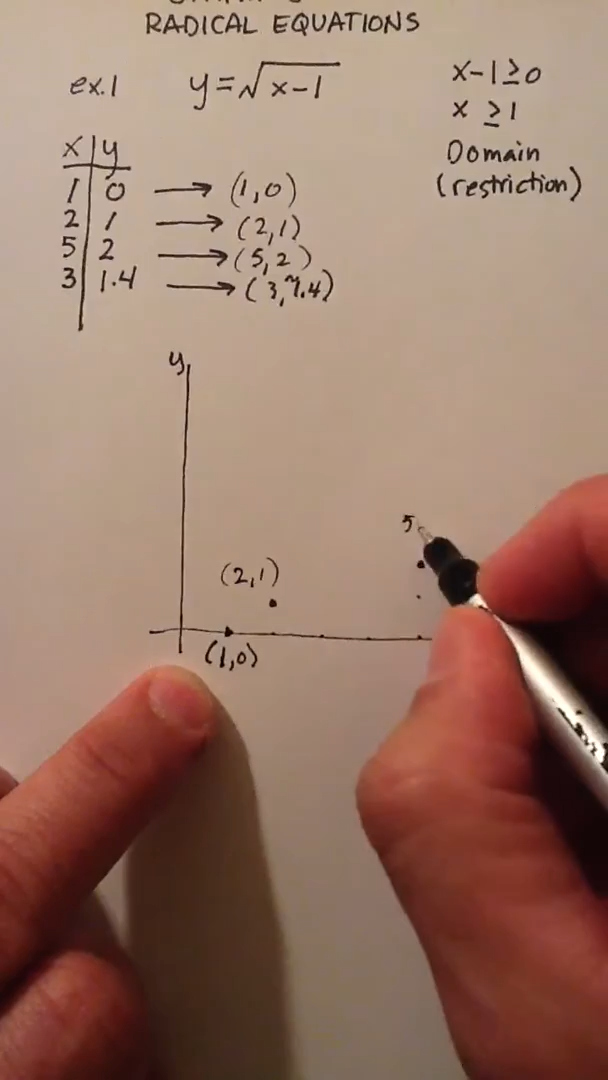 RADICAL EQUATIONS
ex.1 y=√x-1
x-1≥0
x ≥1
Domain
(restriction)
x y
1 0 → (1,0)
2 1 → (2,1)
5 2 → (5,2)
3 1.4 → (3,~1.4)
y
5
(2,1)
(1,0)